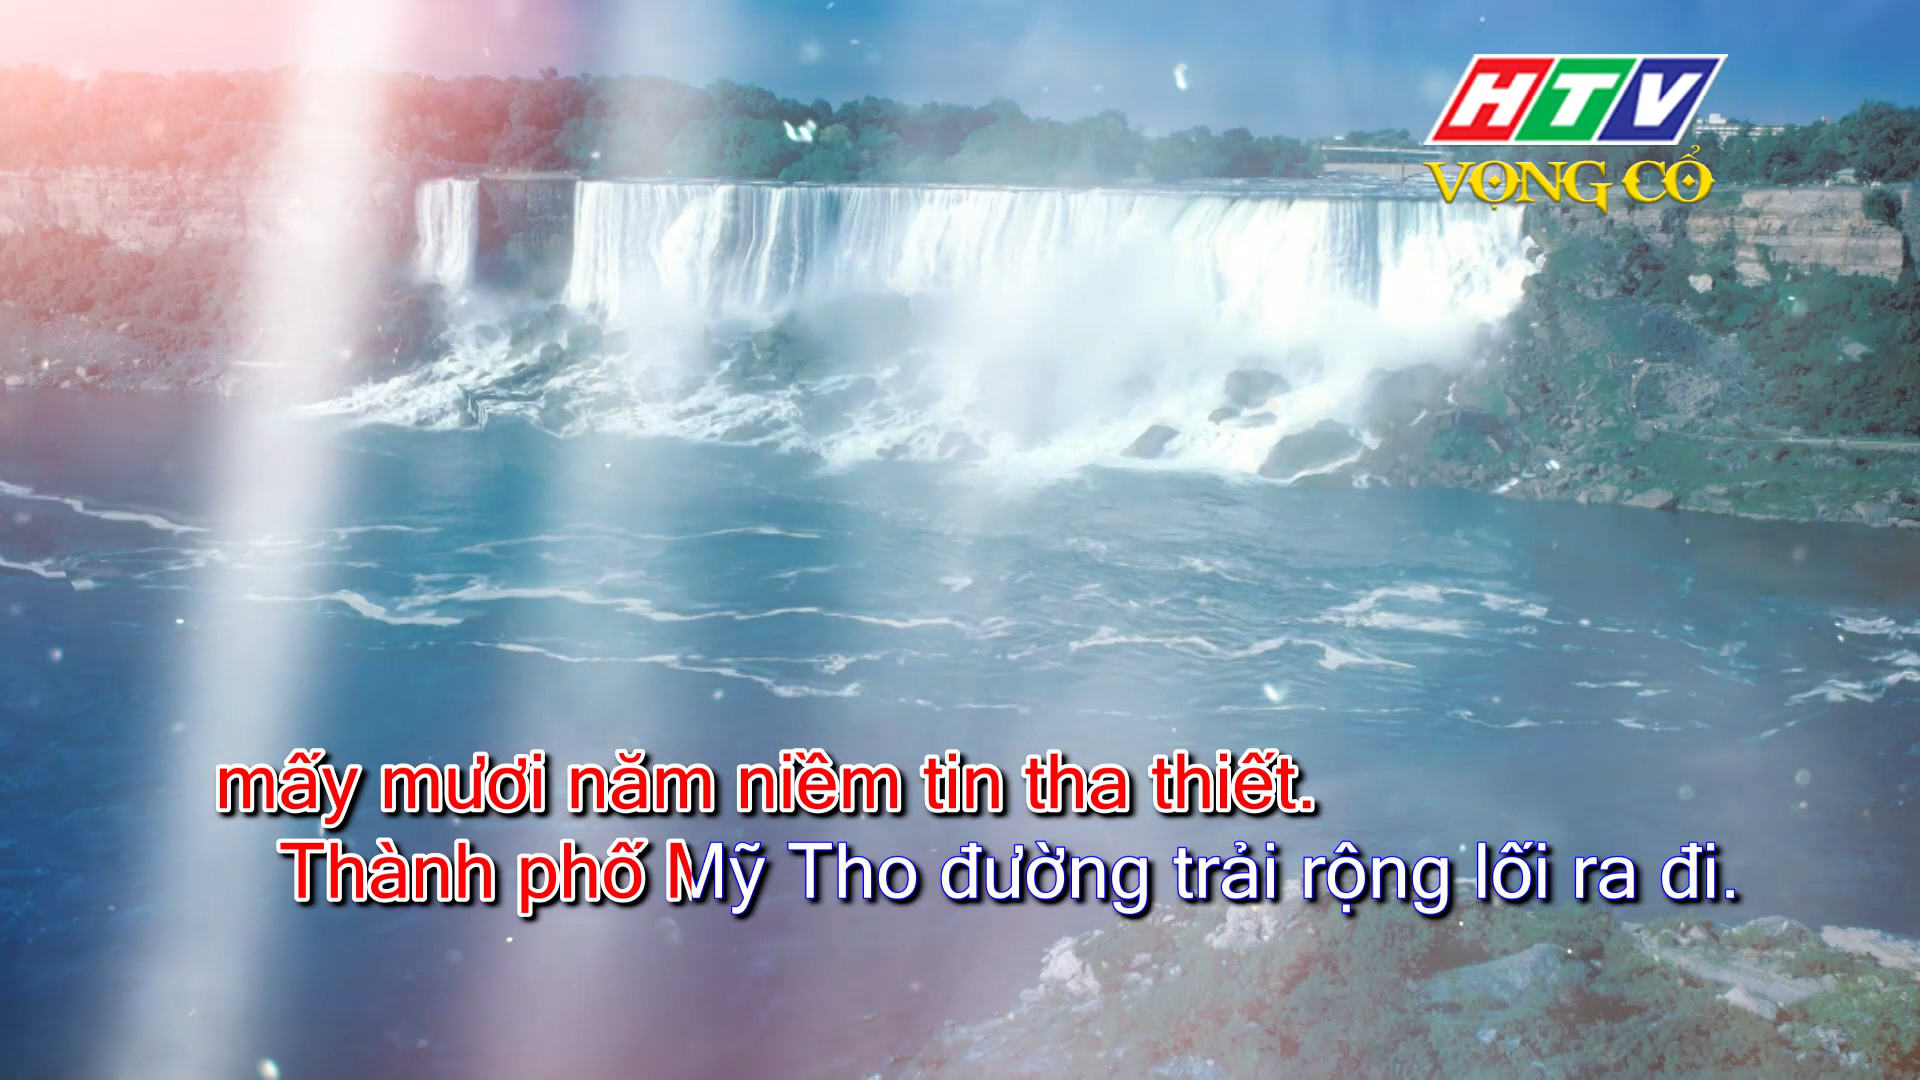 HTV
VỌNG CỔ
mấy mươi năm niềm tin tha thiết.
Thành phố Mỹ Tho đường trải rộng lối ra đi.